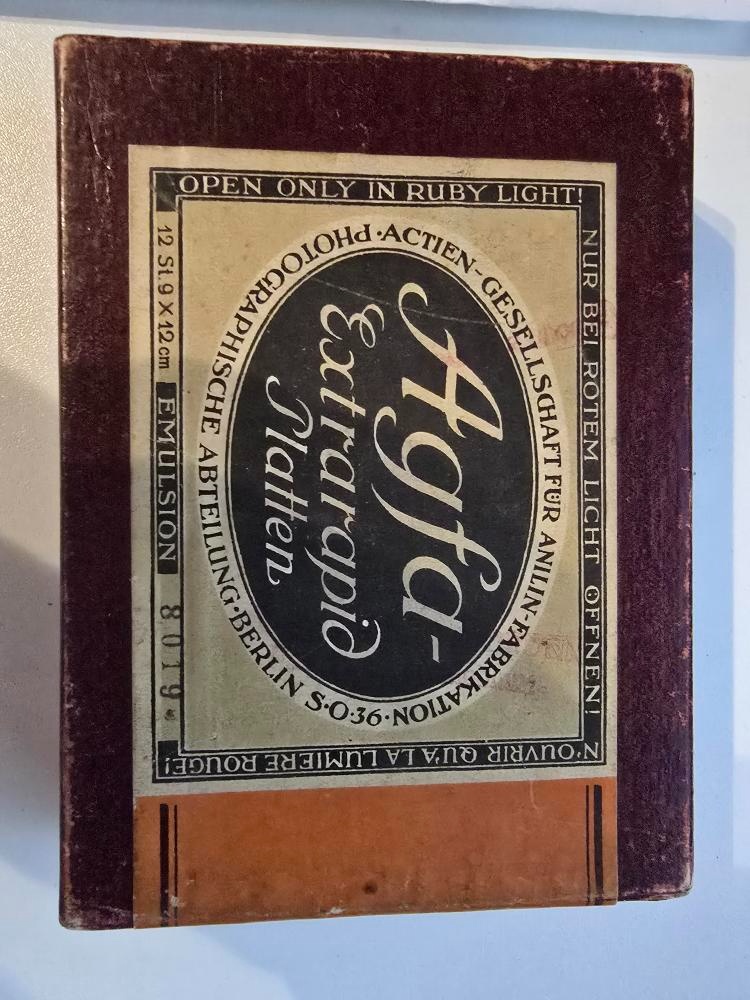 NUR BEI ROTEM LICHT ÖFFNEN!
OPEN ONLY IN RUBY LIGHT!
N'OUVRIR QU'A LA LUMIERE ROUGE!
PHOTOGRAPHISCHE ABTEILUNG·BERLIN S·O·36·
ACTIEN-GESELLSCHAFT FÜR ANILIN-FABRIKATION·
Agfa-
Extrarapid
Platten
12 St. 9 X 12 cm EMULSION 8019